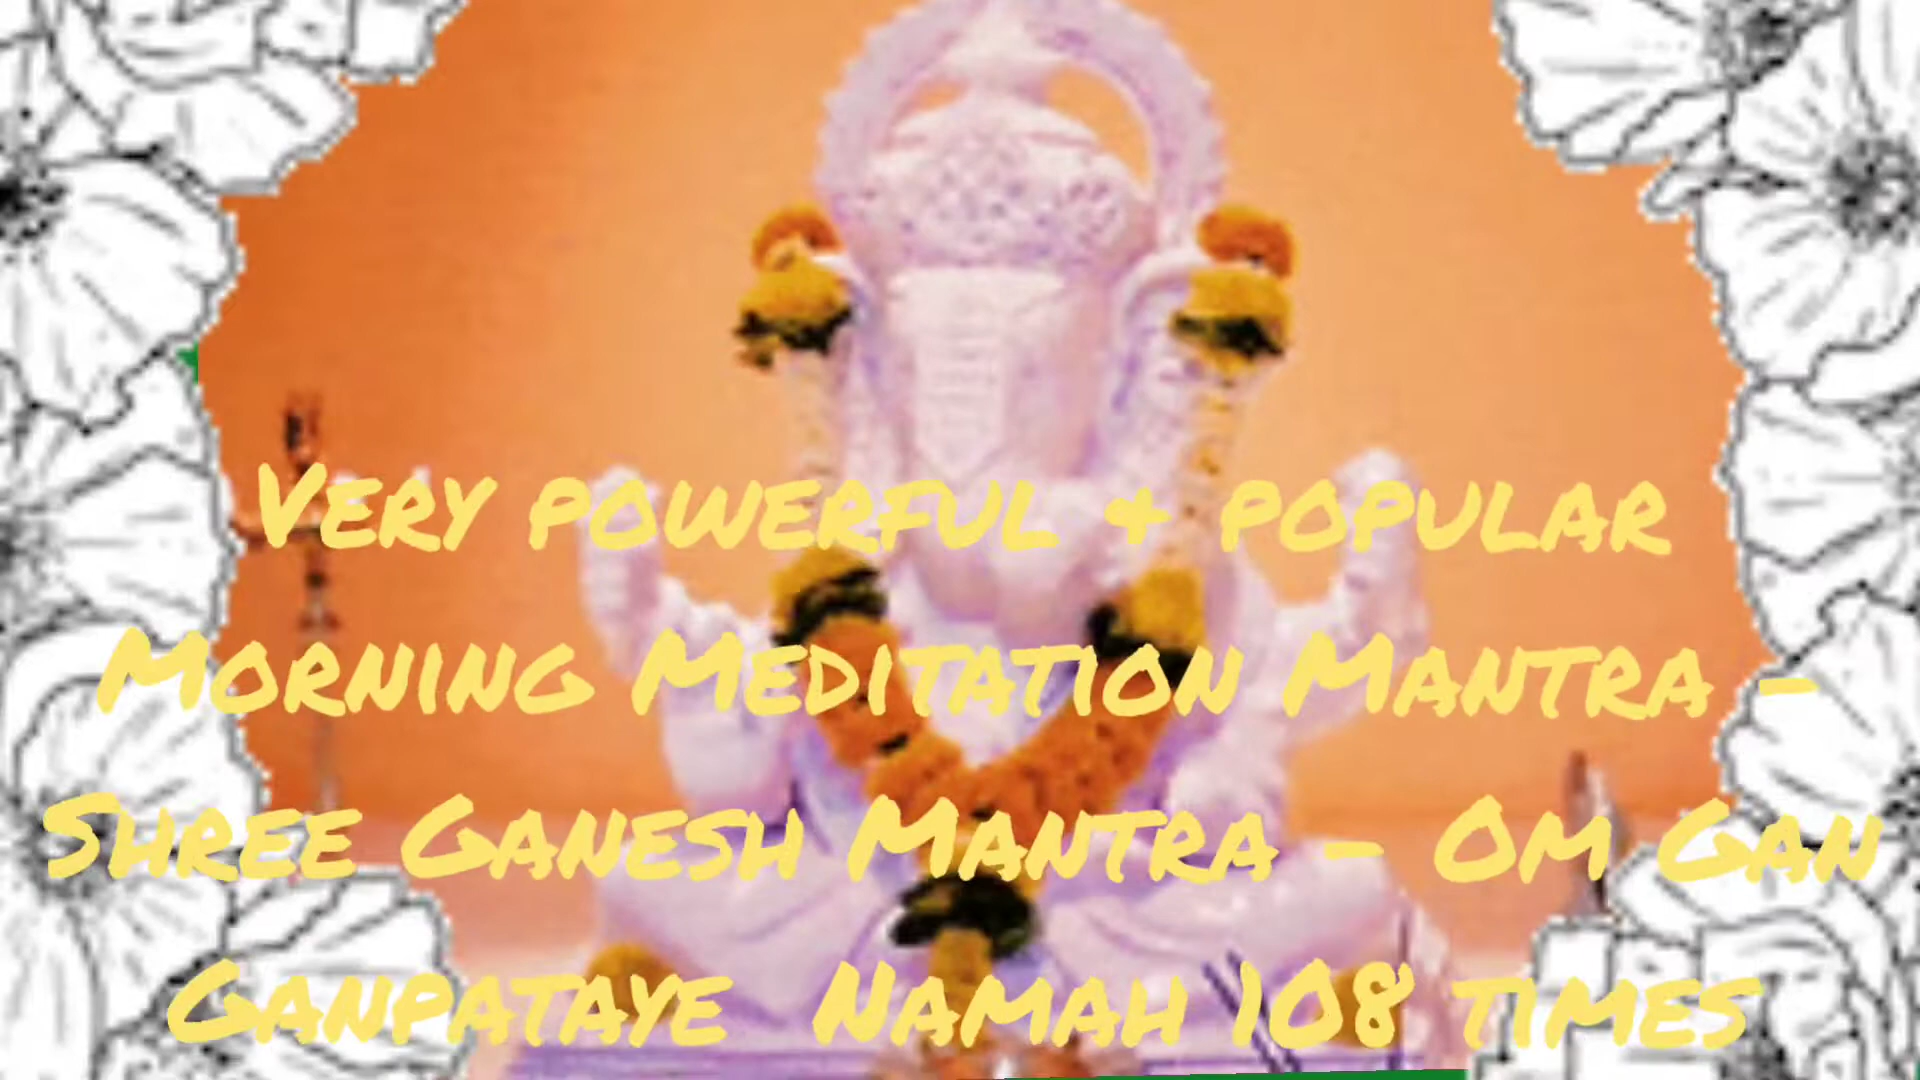 Very powerful & popular
Morning Meditation Mantra -
Shree Ganesh Mantra - Om Gan
Ganpataye Namah 108 times